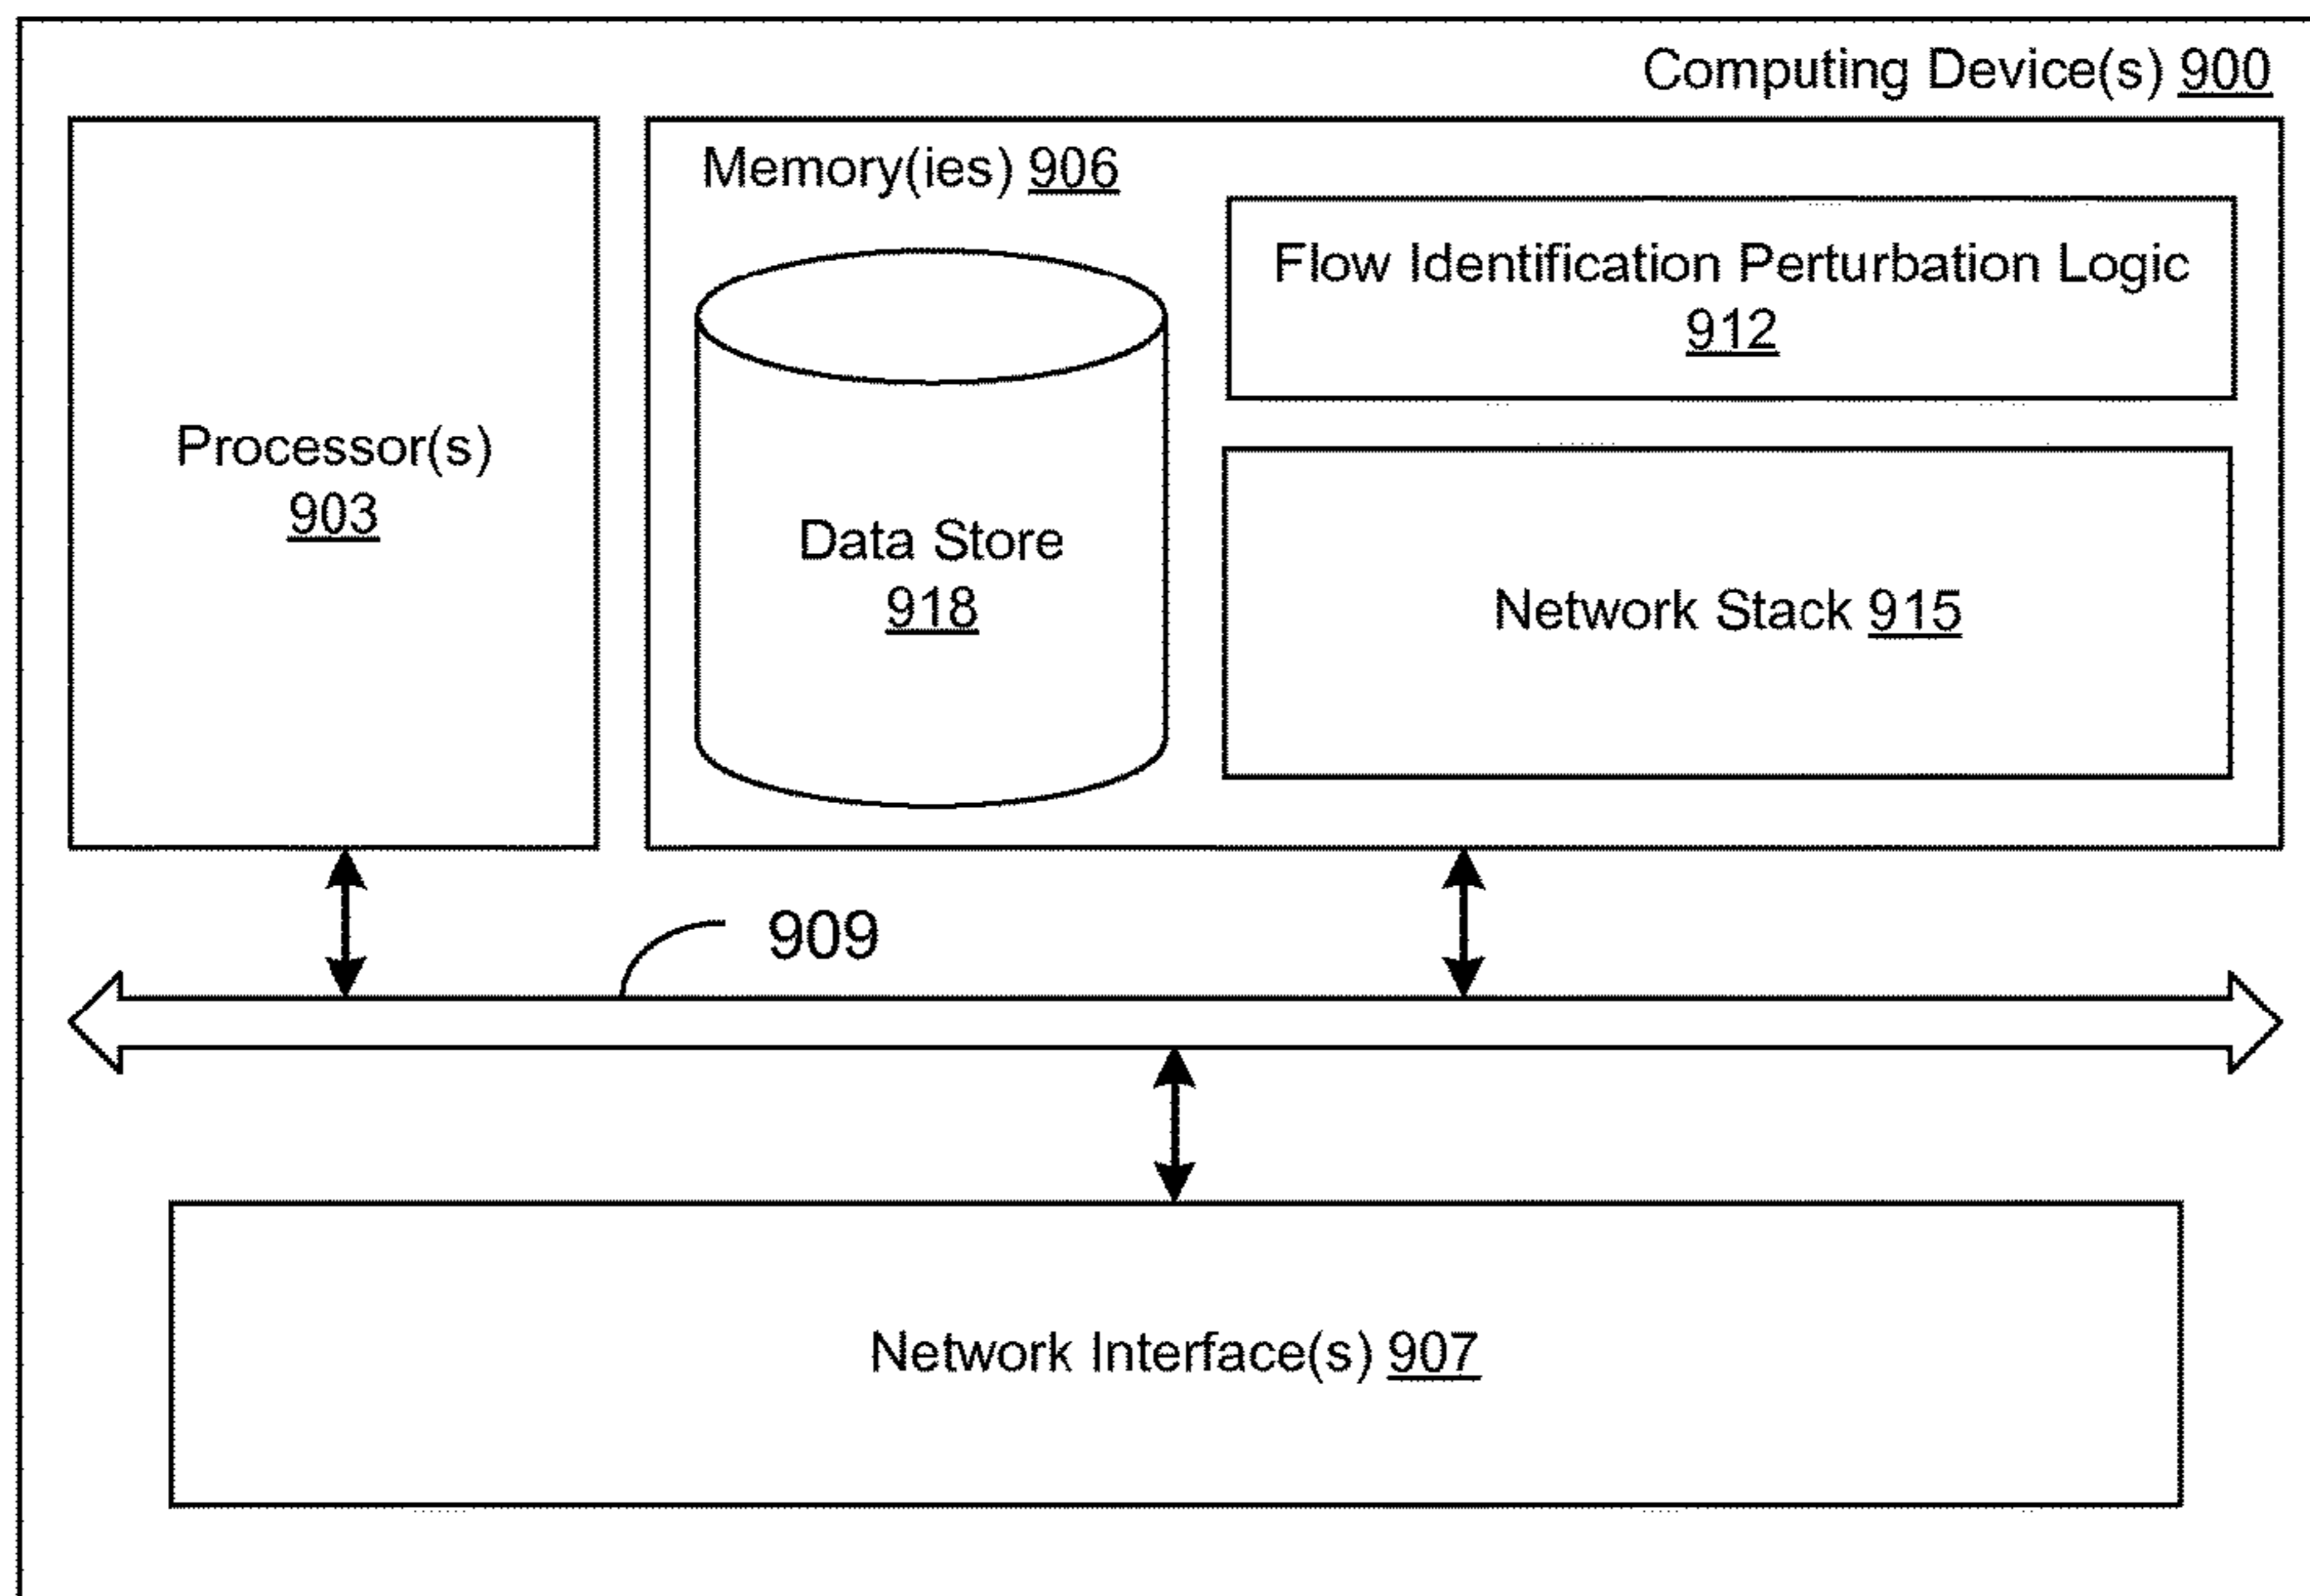 Computing Device(s) 900
Processor(s)
903
Memory(ies) 906
Data Store
918
Flow Identification Perturbation Logic
912
Network Stack 915
909
Network Interface(s) 907